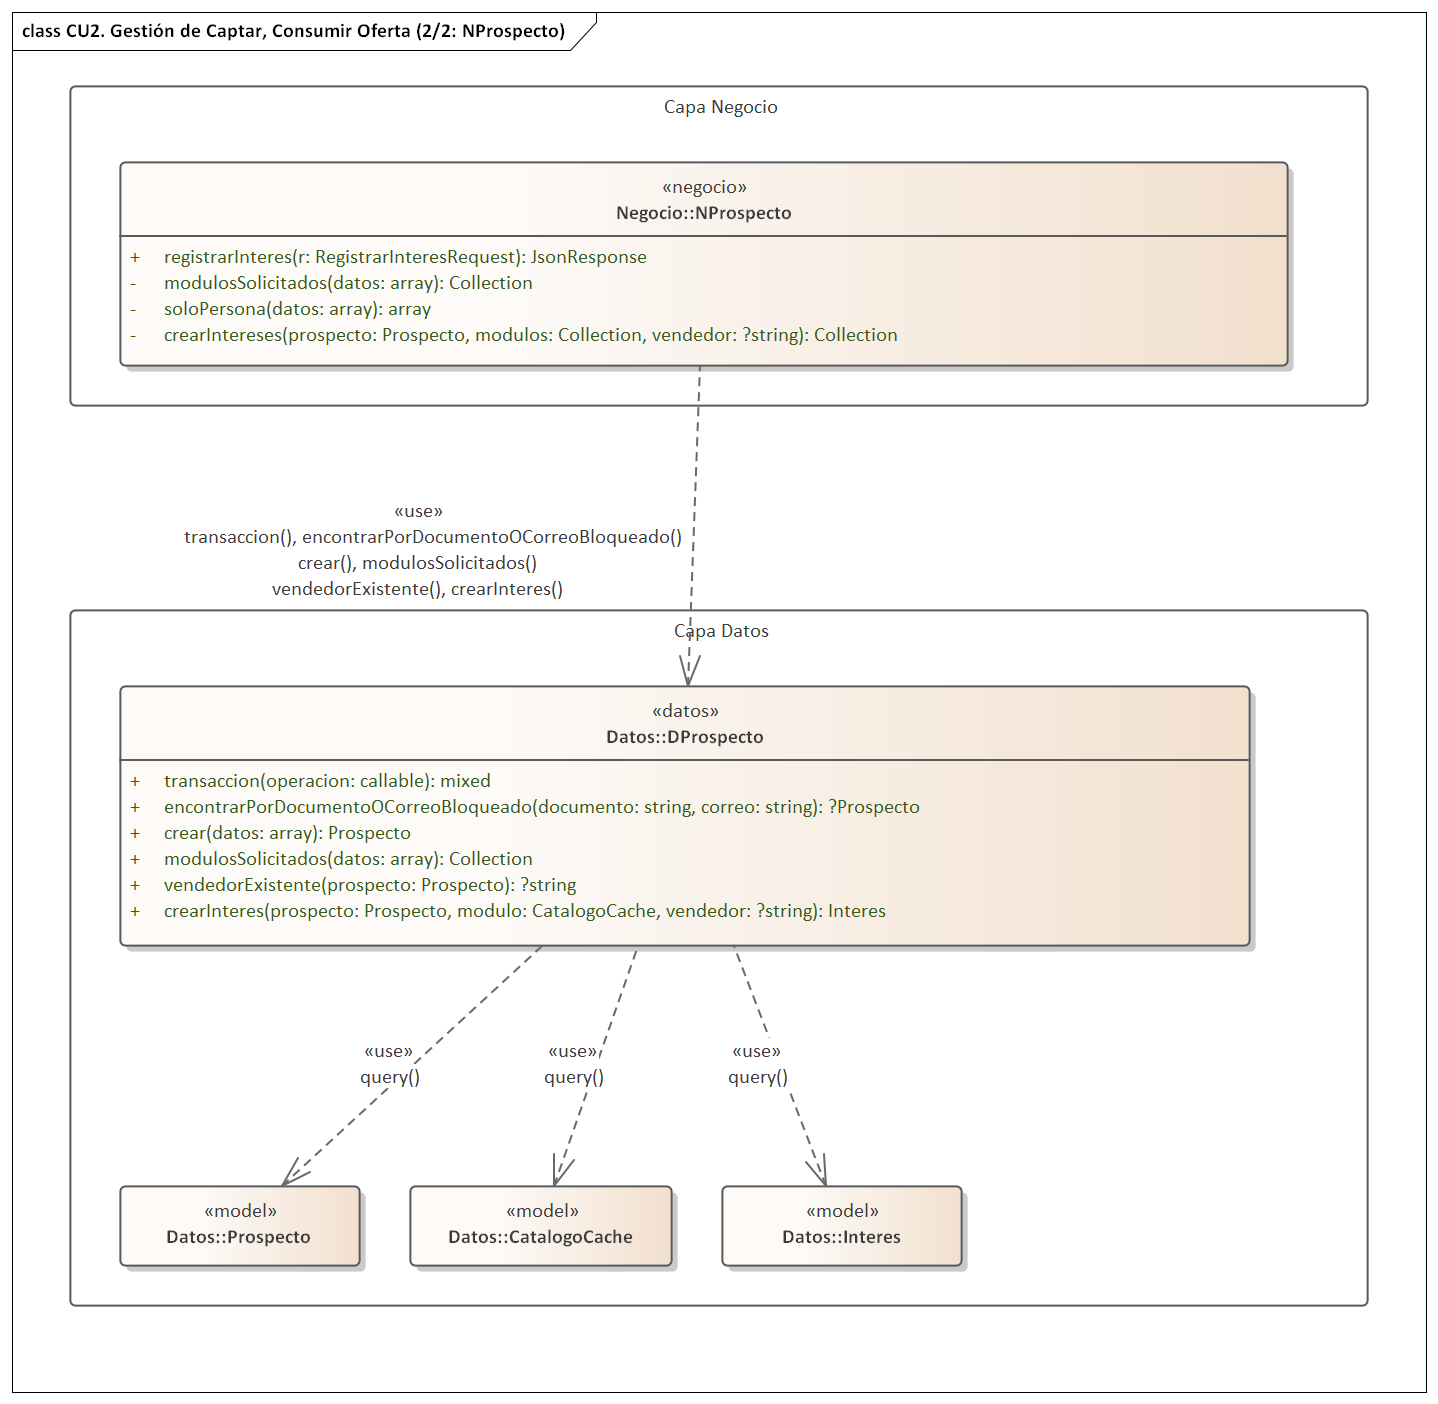 class CU2. Gestión de Captar, Consumir Oferta (2/2: NProspecto)
Capa Negocio
«negocio»
Negocio::NProspecto
+ registrarInteres(r: RegistrarInteresRequest): JsonResponse
- modulosSolicitados(datos: array): Collection
- soloPersona(datos: array): array
- crearIntereses(prospecto: Prospecto, modulos: Collection, vendedor: ?string): Collection
«use»
transaccion(), encontrarPorDocumentoOCorreoBloqueado()
crear(), modulosSolicitados()
vendedorExistente(), crearInteres()
Capa Datos
«datos»
Datos::DProspecto
+ transaccion(operacion: callable): mixed
+ encontrarPorDocumentoOCorreoBloqueado(documento: string, correo: string): ?Prospecto
+ crear(datos: array): Prospecto
+ modulosSolicitados(datos: array): Collection
+ vendedorExistente(prospecto: Prospecto): ?string
+ crearInteres(prospecto: Prospecto, modulo: CatalogoCache, vendedor: ?string): Interes
«use» «use» «use»
query() query() query()
«model» «model» «model»
Datos::Prospecto Datos::CatalogoCache Datos::Interes